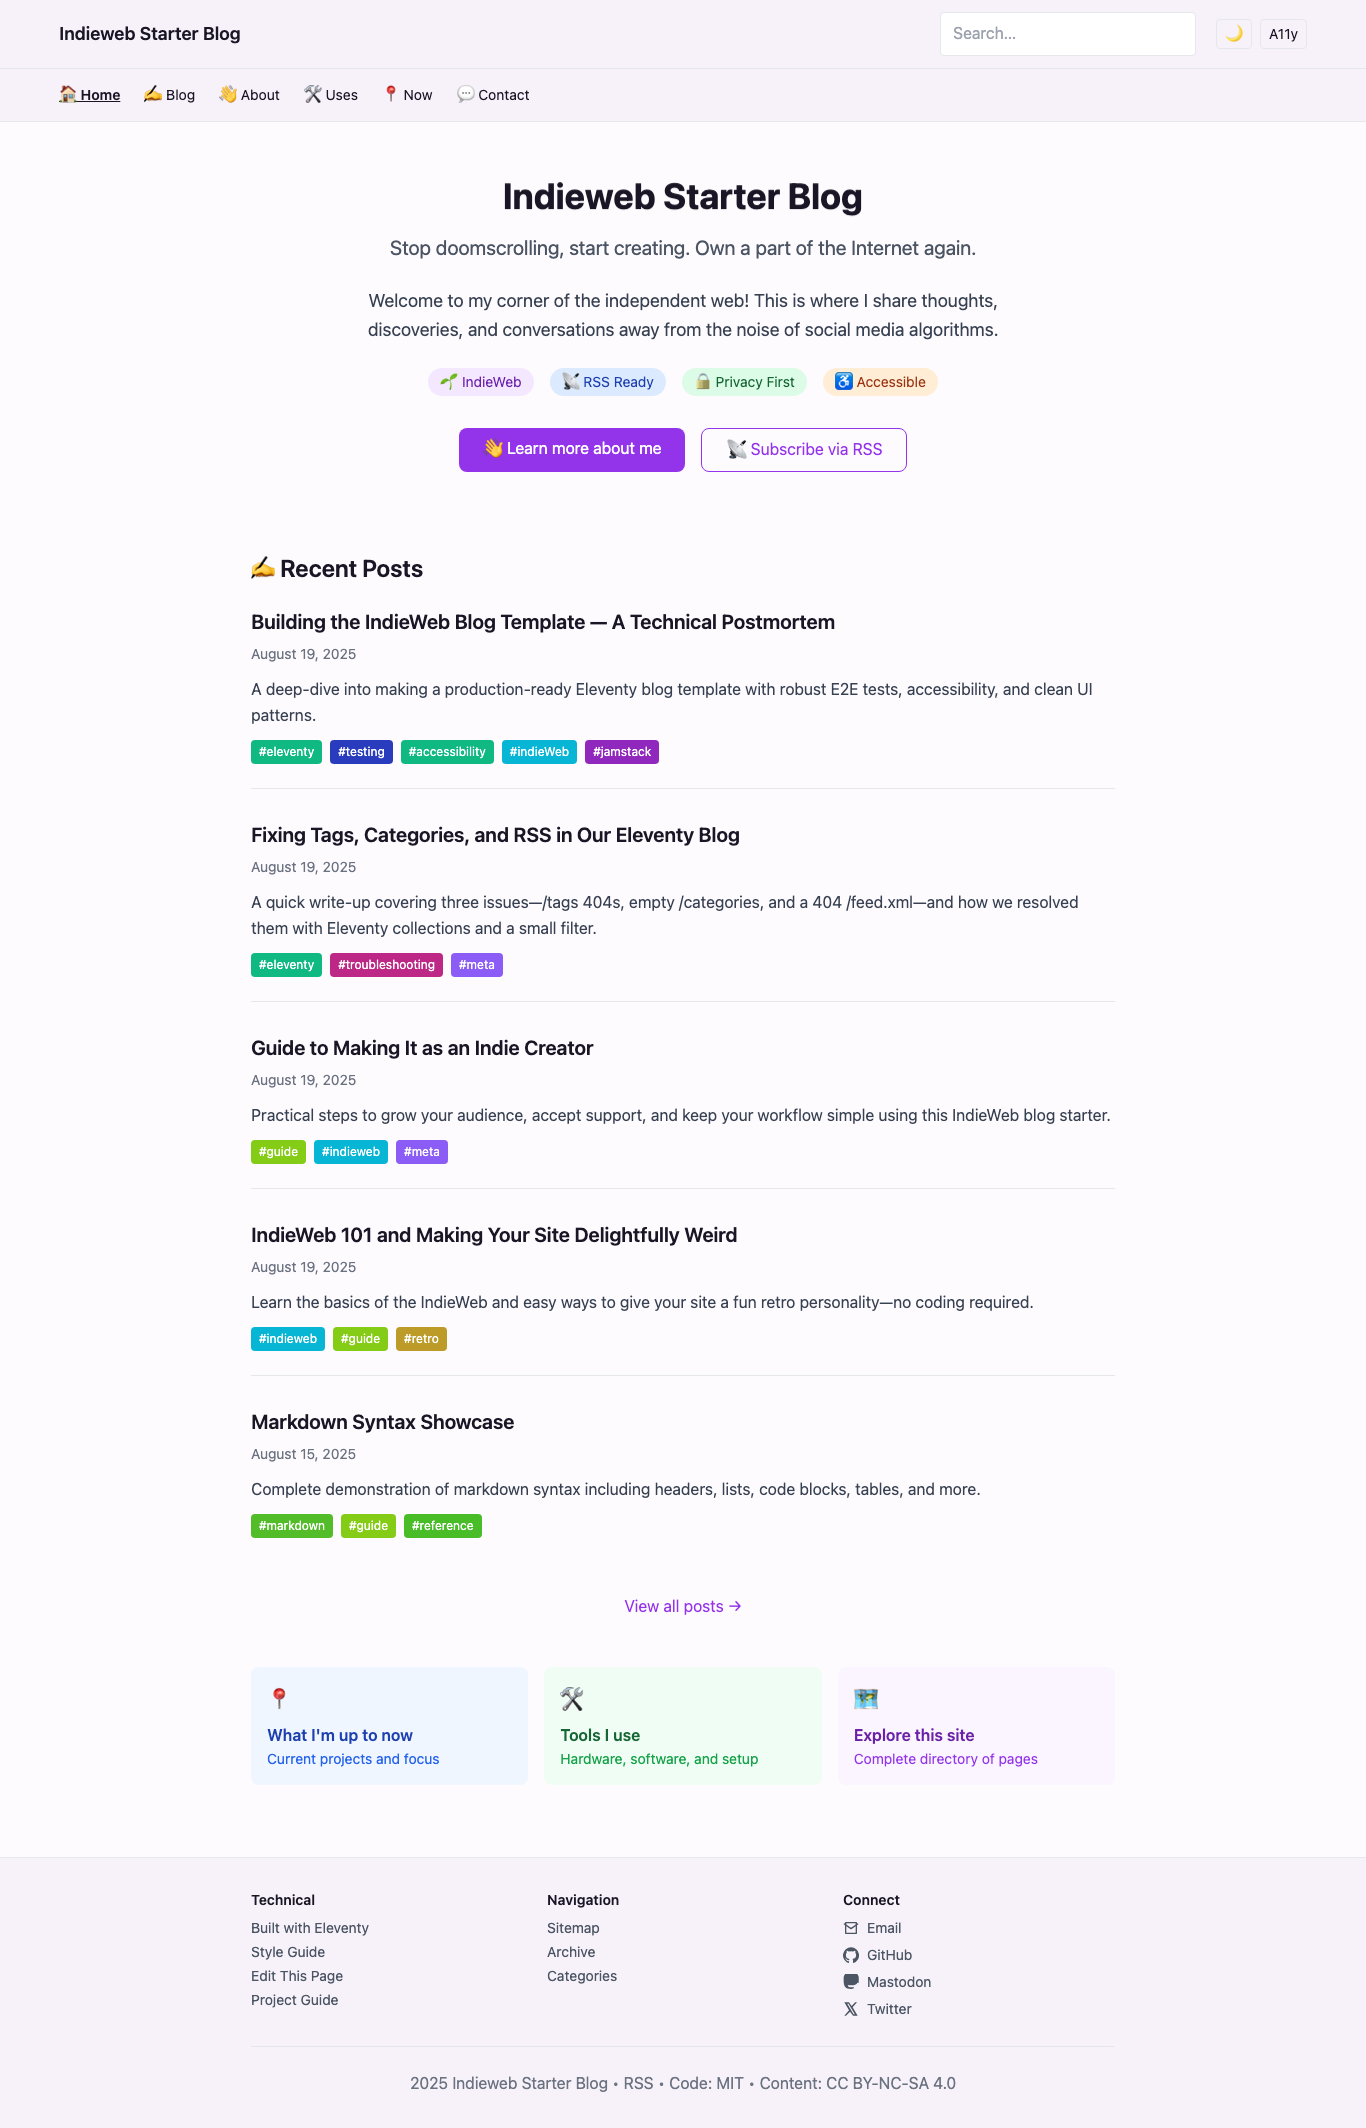 Indieweb Starter Blog
Search...
🌙 A11y
🏠 Home ✍️ Blog 👋 About 🛠️ Uses 📍 Now 💬 Contact
Indieweb Starter Blog
Stop doomscrolling, start creating. Own a part of the Internet again.
Welcome to my corner of the independent web! This is where I share thoughts,
discoveries, and conversations away from the noise of social media algorithms.
🌱 IndieWeb 📡 RSS Ready 🔒 Privacy First ♿ Accessible
👋 Learn more about me 📡 Subscribe via RSS
✍️ Recent Posts
Building the IndieWeb Blog Template — A Technical Postmortem
August 19, 2025
A deep-dive into making a production-ready Eleventy blog template with robust E2E tests, accessibility, and clean UI
patterns.
#eleventy #testing #accessibility #indieWeb #jamstack
Fixing Tags, Categories, and RSS in Our Eleventy Blog
August 19, 2025
A quick write-up covering three issues—/tags 404s, empty /categories, and a 404 /feed.xml—and how we resolved
them with Eleventy collections and a small filter.
#eleventy #troubleshooting #meta
Guide to Making It as an Indie Creator
August 19, 2025
Practical steps to grow your audience, accept support, and keep your workflow simple using this IndieWeb blog starter.
#guide #indieweb #meta
IndieWeb 101 and Making Your Site Delightfully Weird
August 19, 2025
Learn the basics of the IndieWeb and easy ways to give your site a fun retro personality—no coding required.
#indieweb #guide #retro
Markdown Syntax Showcase
August 15, 2025
Complete demonstration of markdown syntax including headers, lists, code blocks, tables, and more.
#markdown #guide #reference
View all posts →
📍
What I'm up to now
Current projects and focus
🛠️
Tools I use
Hardware, software, and setup
🗺️
Explore this site
Complete directory of pages
Technical
Built with Eleventy
Style Guide
Edit This Page
Project Guide
Navigation
Sitemap
Archive
Categories
Connect
Email
GitHub
Mastodon
Twitter
2025 Indieweb Starter Blog • RSS • Code: MIT • Content: CC BY-NC-SA 4.0